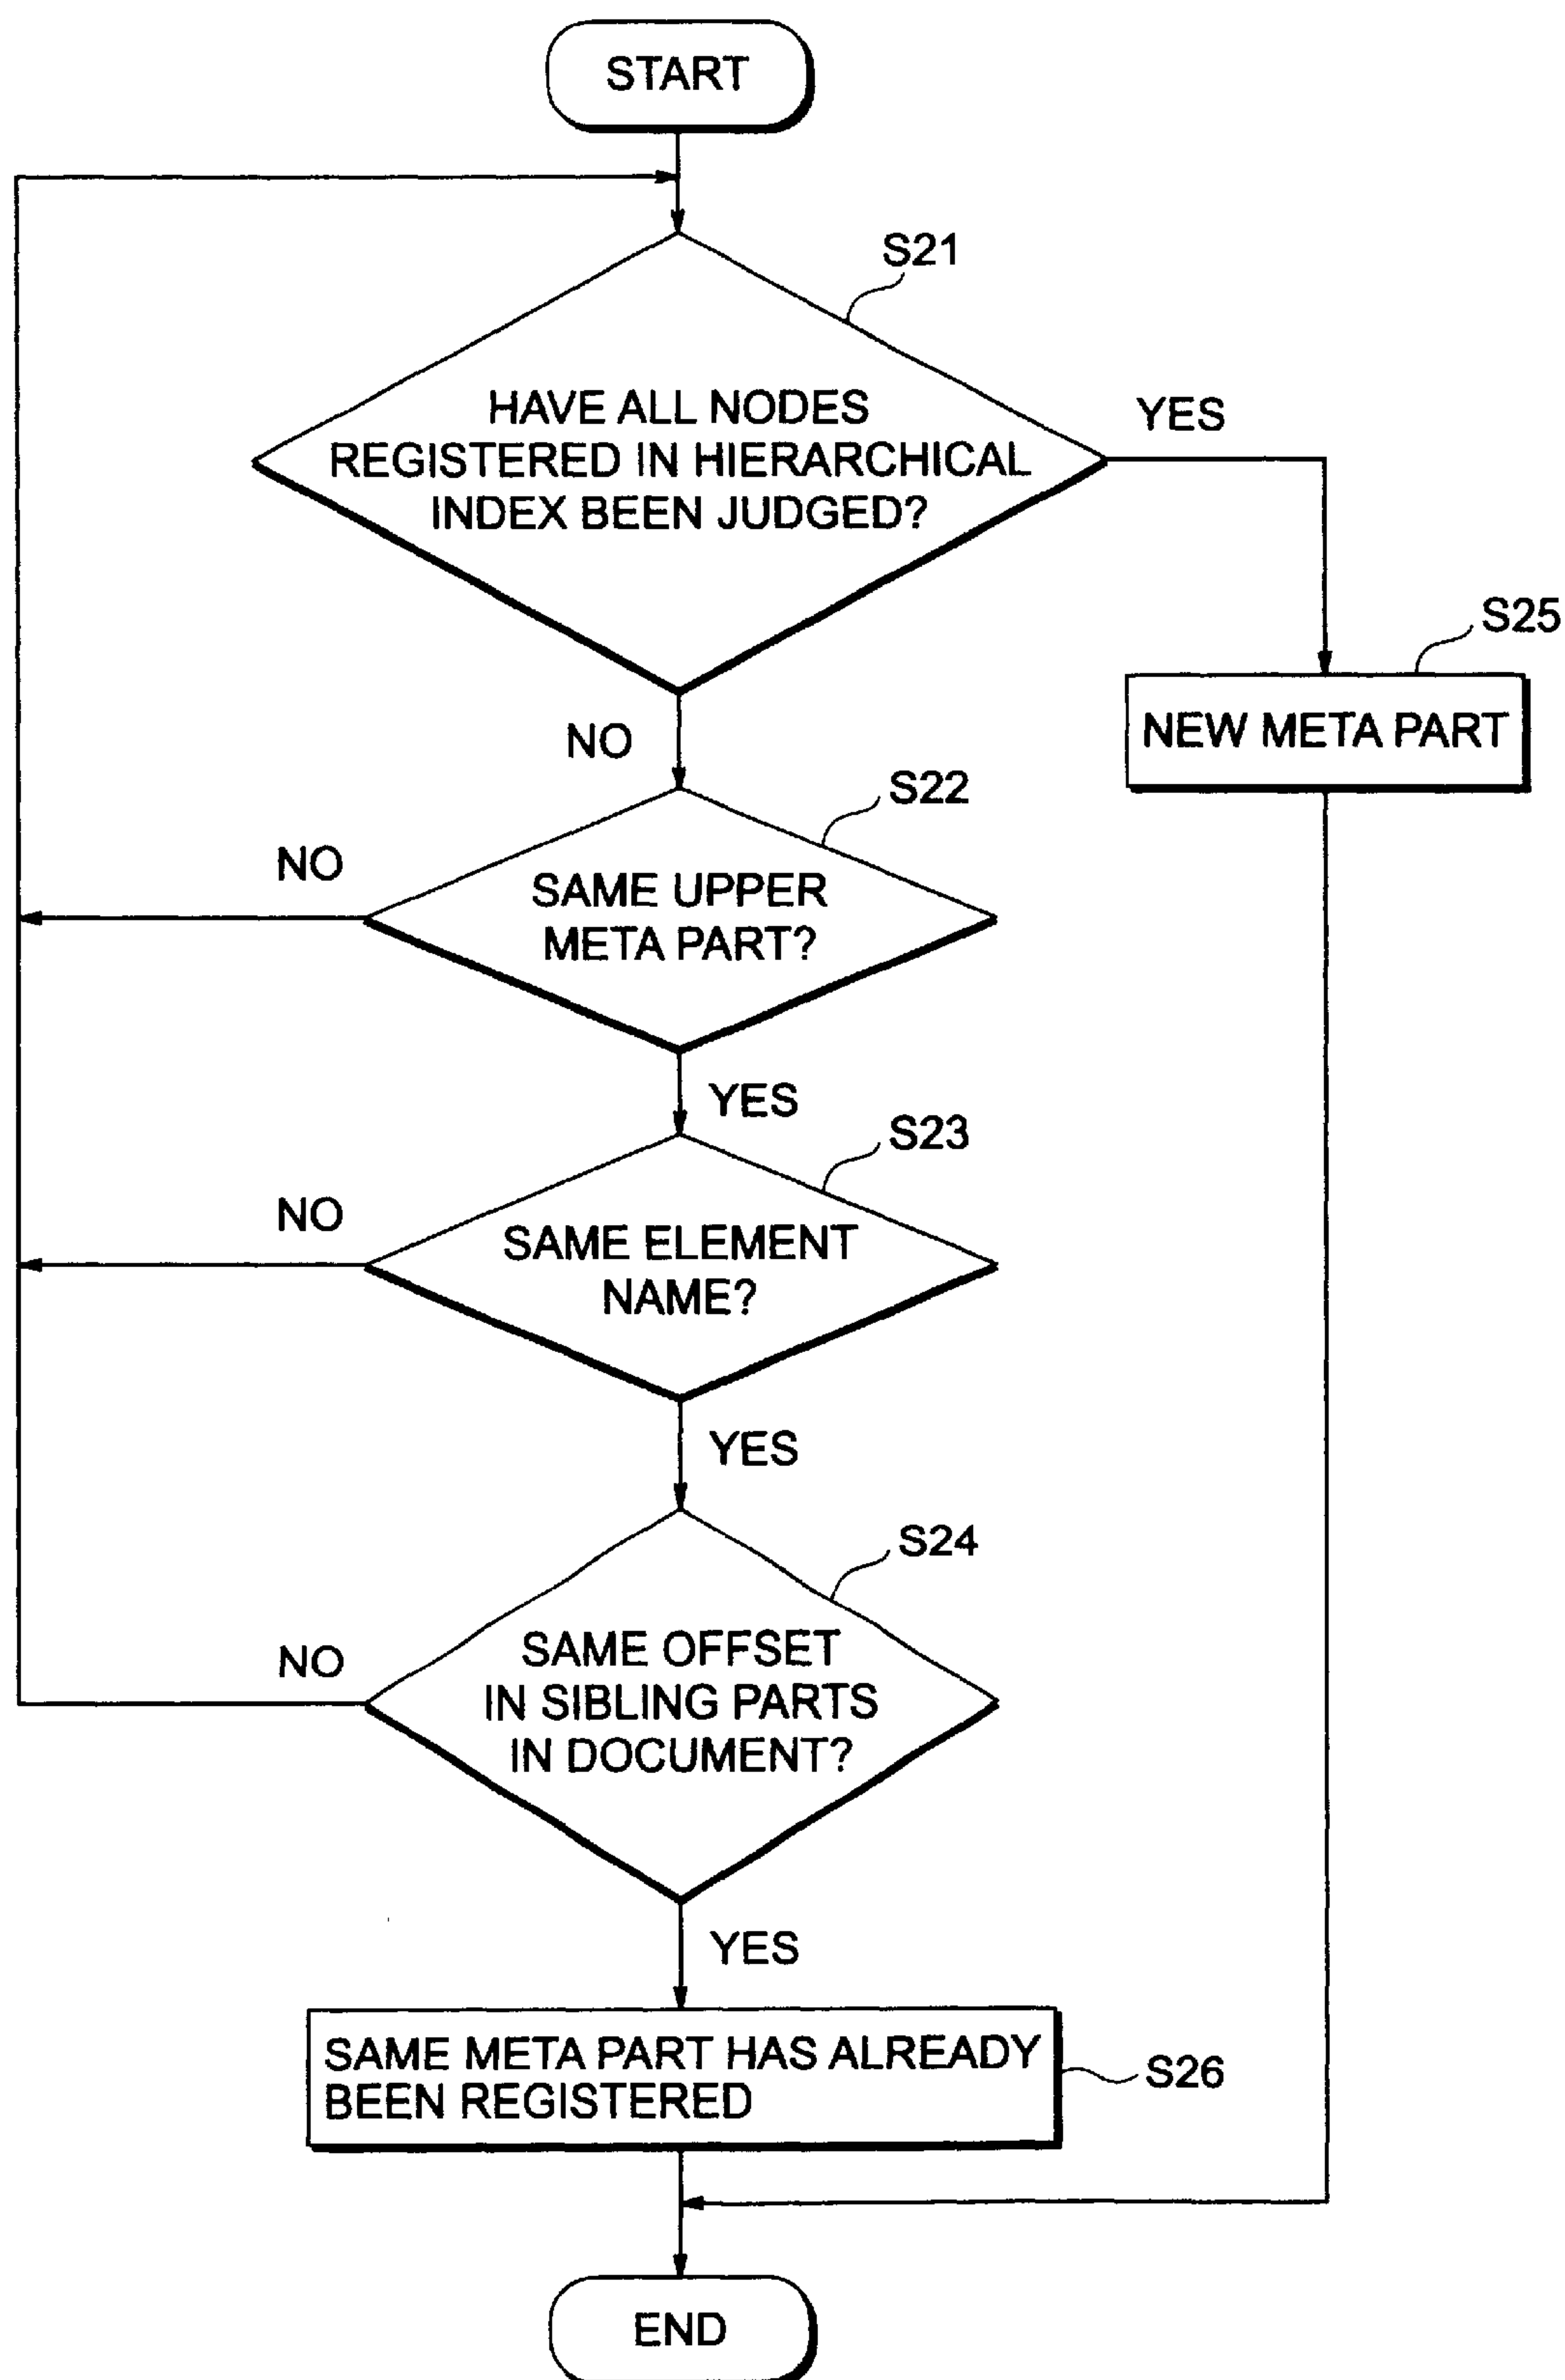 START
S21
HAVE ALL NODES
REGISTERED IN HIERARCHICAL
INDEX BEEN JUDGED?
YES
S25
NEW META PART
NO
S22
NO
SAME UPPER
META PART?
YES
S23
NO
SAME ELEMENT
NAME?
YES
S24
NO
SAME OFFSET
IN SIBLING PARTS
IN DOCUMENT?
YES
SAME META PART HAS ALREADY
BEEN REGISTERED
S26
END